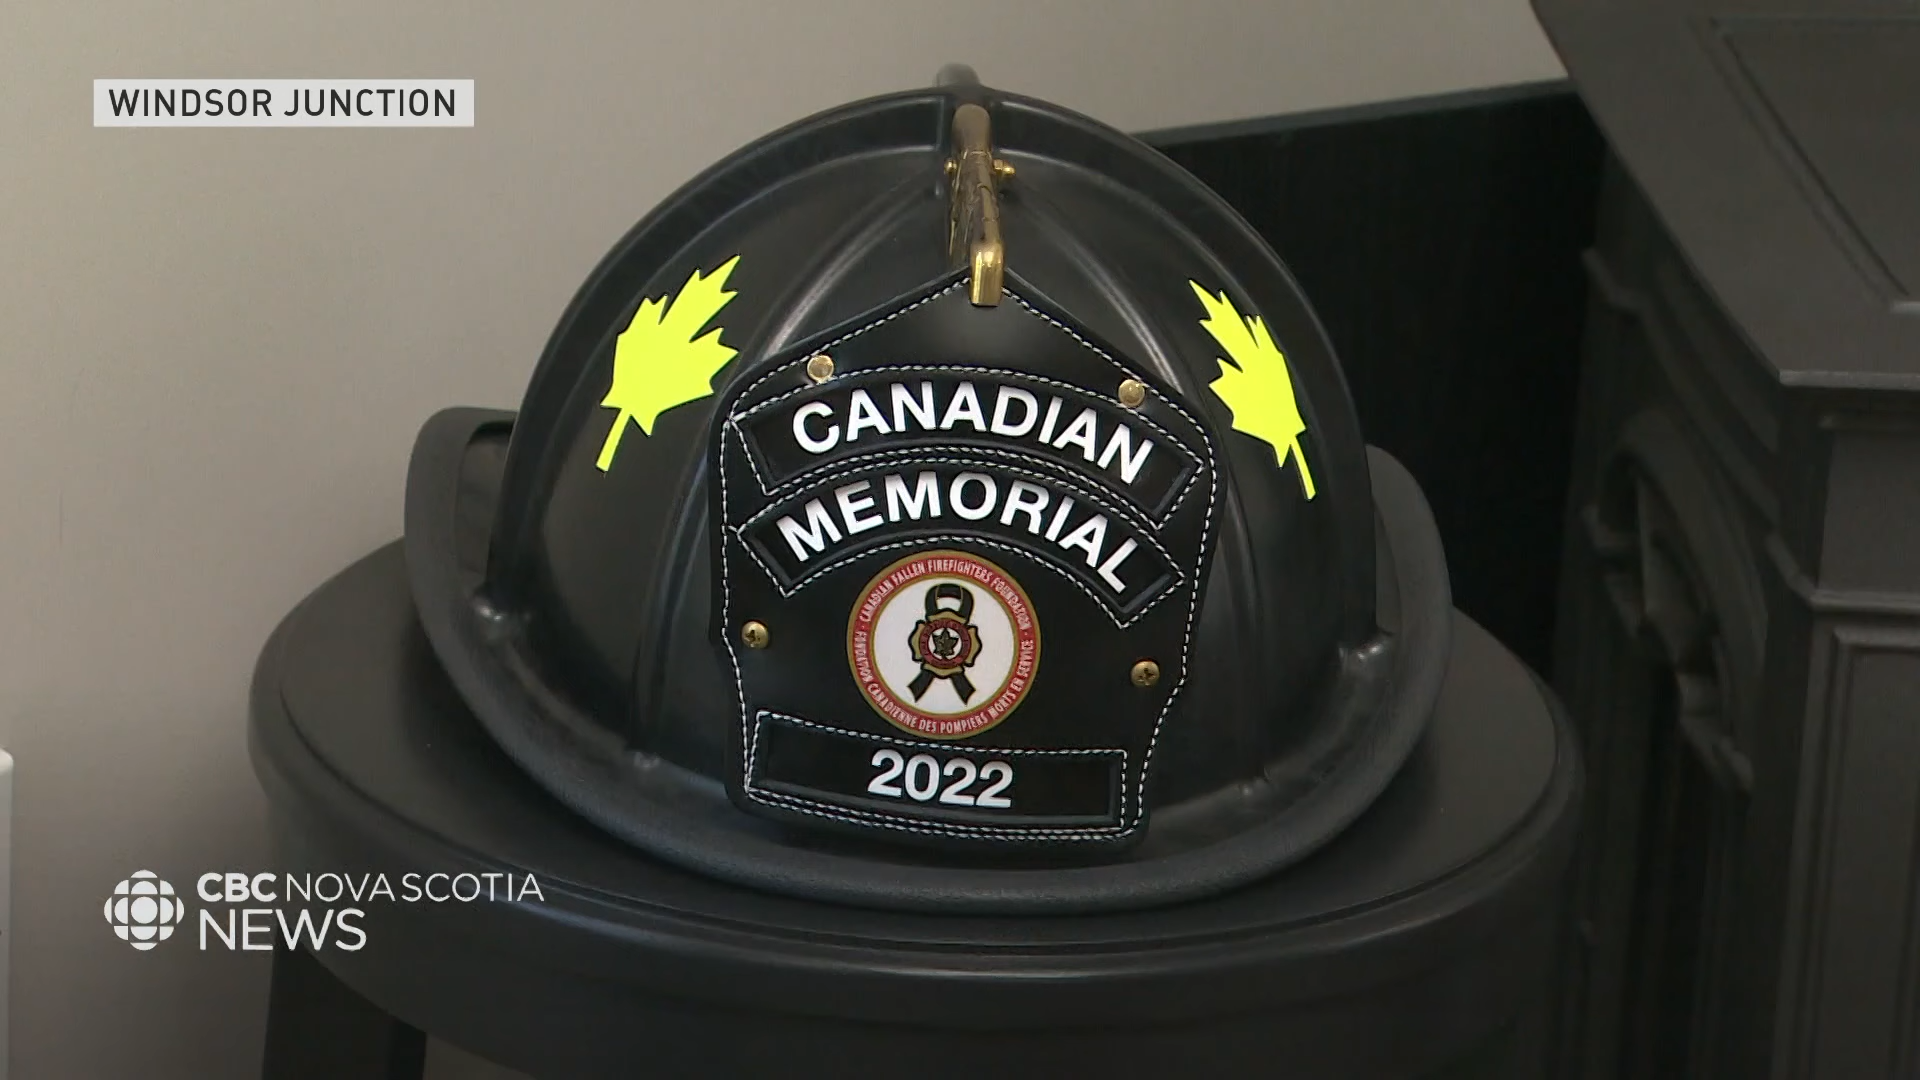 WINDSOR JUNCTION
CANADIAN
MEMORIAL
CANADIAN FALLEN FIREFIGHTERS FOUNDATION
FONDATION CANADIENNE DES POMPIERS MORTS EN SERVICE
2022
CBC NOVA SCOTIA
NEWS